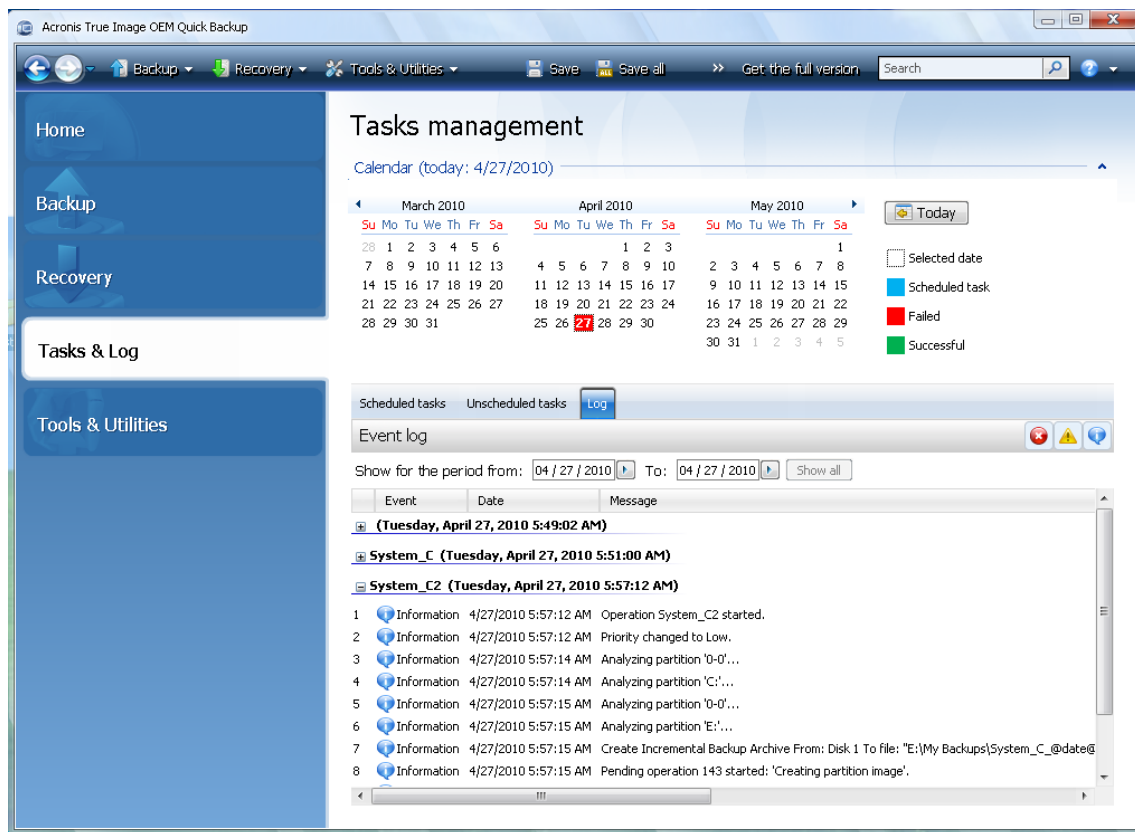 Acronis True Image OEM Quick Backup
Backup Recovery Tools & Utilities Save Save all >> Get the full version Search
Home
Backup
Recovery
Tasks & Log
Tools & Utilities
Tasks management
Calendar (today: 4/27/2010)
March 2010 April 2010 May 2010
Today
Su Mo Tu We Th Fr Sa Su Mo Tu We Th Fr Sa Su Mo Tu We Th Fr Sa
28 1 2 3 4 5 6 1 2 3 1
7 8 9 10 11 12 13 4 5 6 7 8 9 10 2 3 4 5 6 7 8
14 15 16 17 18 19 20 11 12 13 14 15 16 17 9 10 11 12 13 14 15
21 22 23 24 25 26 27 18 19 20 21 22 23 24 16 17 18 19 20 21 22
28 29 30 31 25 26 27 28 29 30 23 24 25 26 27 28 29
30 31 1 2 3 4 5
Selected date
Scheduled task
Failed
Successful
Scheduled tasks Unscheduled tasks Log
Event log
Show for the period from: 04 / 27 / 2010 To: 04 / 27 / 2010 Show all
Event Date Message
(Tuesday, April 27, 2010 5:49:02 AM)
System_C (Tuesday, April 27, 2010 5:51:00 AM)
System_C2 (Tuesday, April 27, 2010 5:57:12 AM)
1 Information 4/27/2010 5:57:12 AM Operation System_C2 started.
2 Information 4/27/2010 5:57:12 AM Priority changed to Low.
3 Information 4/27/2010 5:57:14 AM Analyzing partition '0-0'...
4 Information 4/27/2010 5:57:14 AM Analyzing partition 'C:'...
5 Information 4/27/2010 5:57:15 AM Analyzing partition '0-0'...
6 Information 4/27/2010 5:57:15 AM Analyzing partition 'E:'...
7 Information 4/27/2010 5:57:15 AM Create Incremental Backup Archive From: Disk 1 To file: "E:\My Backups\System_C_@date@
8 Information 4/27/2010 5:57:15 AM Pending operation 143 started: 'Creating partition image'.